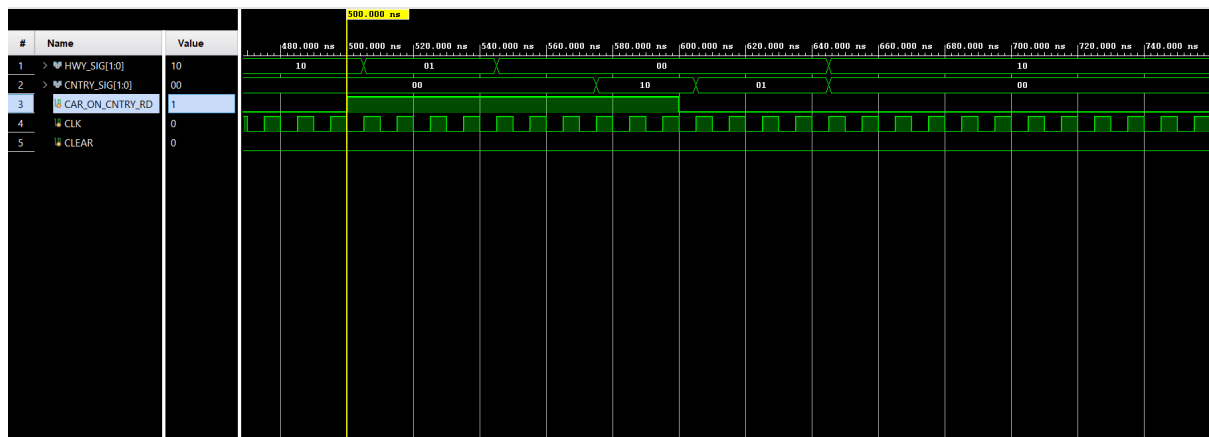 500.000 ns
# Name Value
480.000 ns 500.000 ns 520.000 ns 540.000 ns 560.000 ns 580.000 ns 600.000 ns 620.000 ns 640.000 ns 660.000 ns 680.000 ns 700.000 ns 720.000 ns 740.000 ns
1 > HWY_SIG[1:0] 10 10 01 00 10
2 > CNTRY_SIG[1:0] 00 00 10 01 00
3 CAR_ON_CNTRY_RD 1
4 CLK 0
5 CLEAR 0